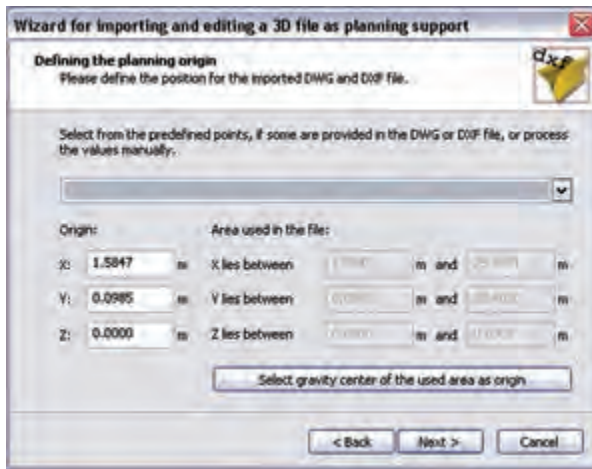 Wizard for importing and editing a 3D file as planning support
Defining the planning origin
Please define the position for the imported DWG and DXF file.
dxf
Select from the predefined points, if some are provided in the DWG or DXF file, or process
the values manually.
Origin: Area used in the file:
X: 1.5847 m X lies between m and m
Y: 0.0985 m Y lies between m and m
Z: 0.0000 m Z lies between m and m
Select gravity center of the used area as origin
< Back Next > Cancel